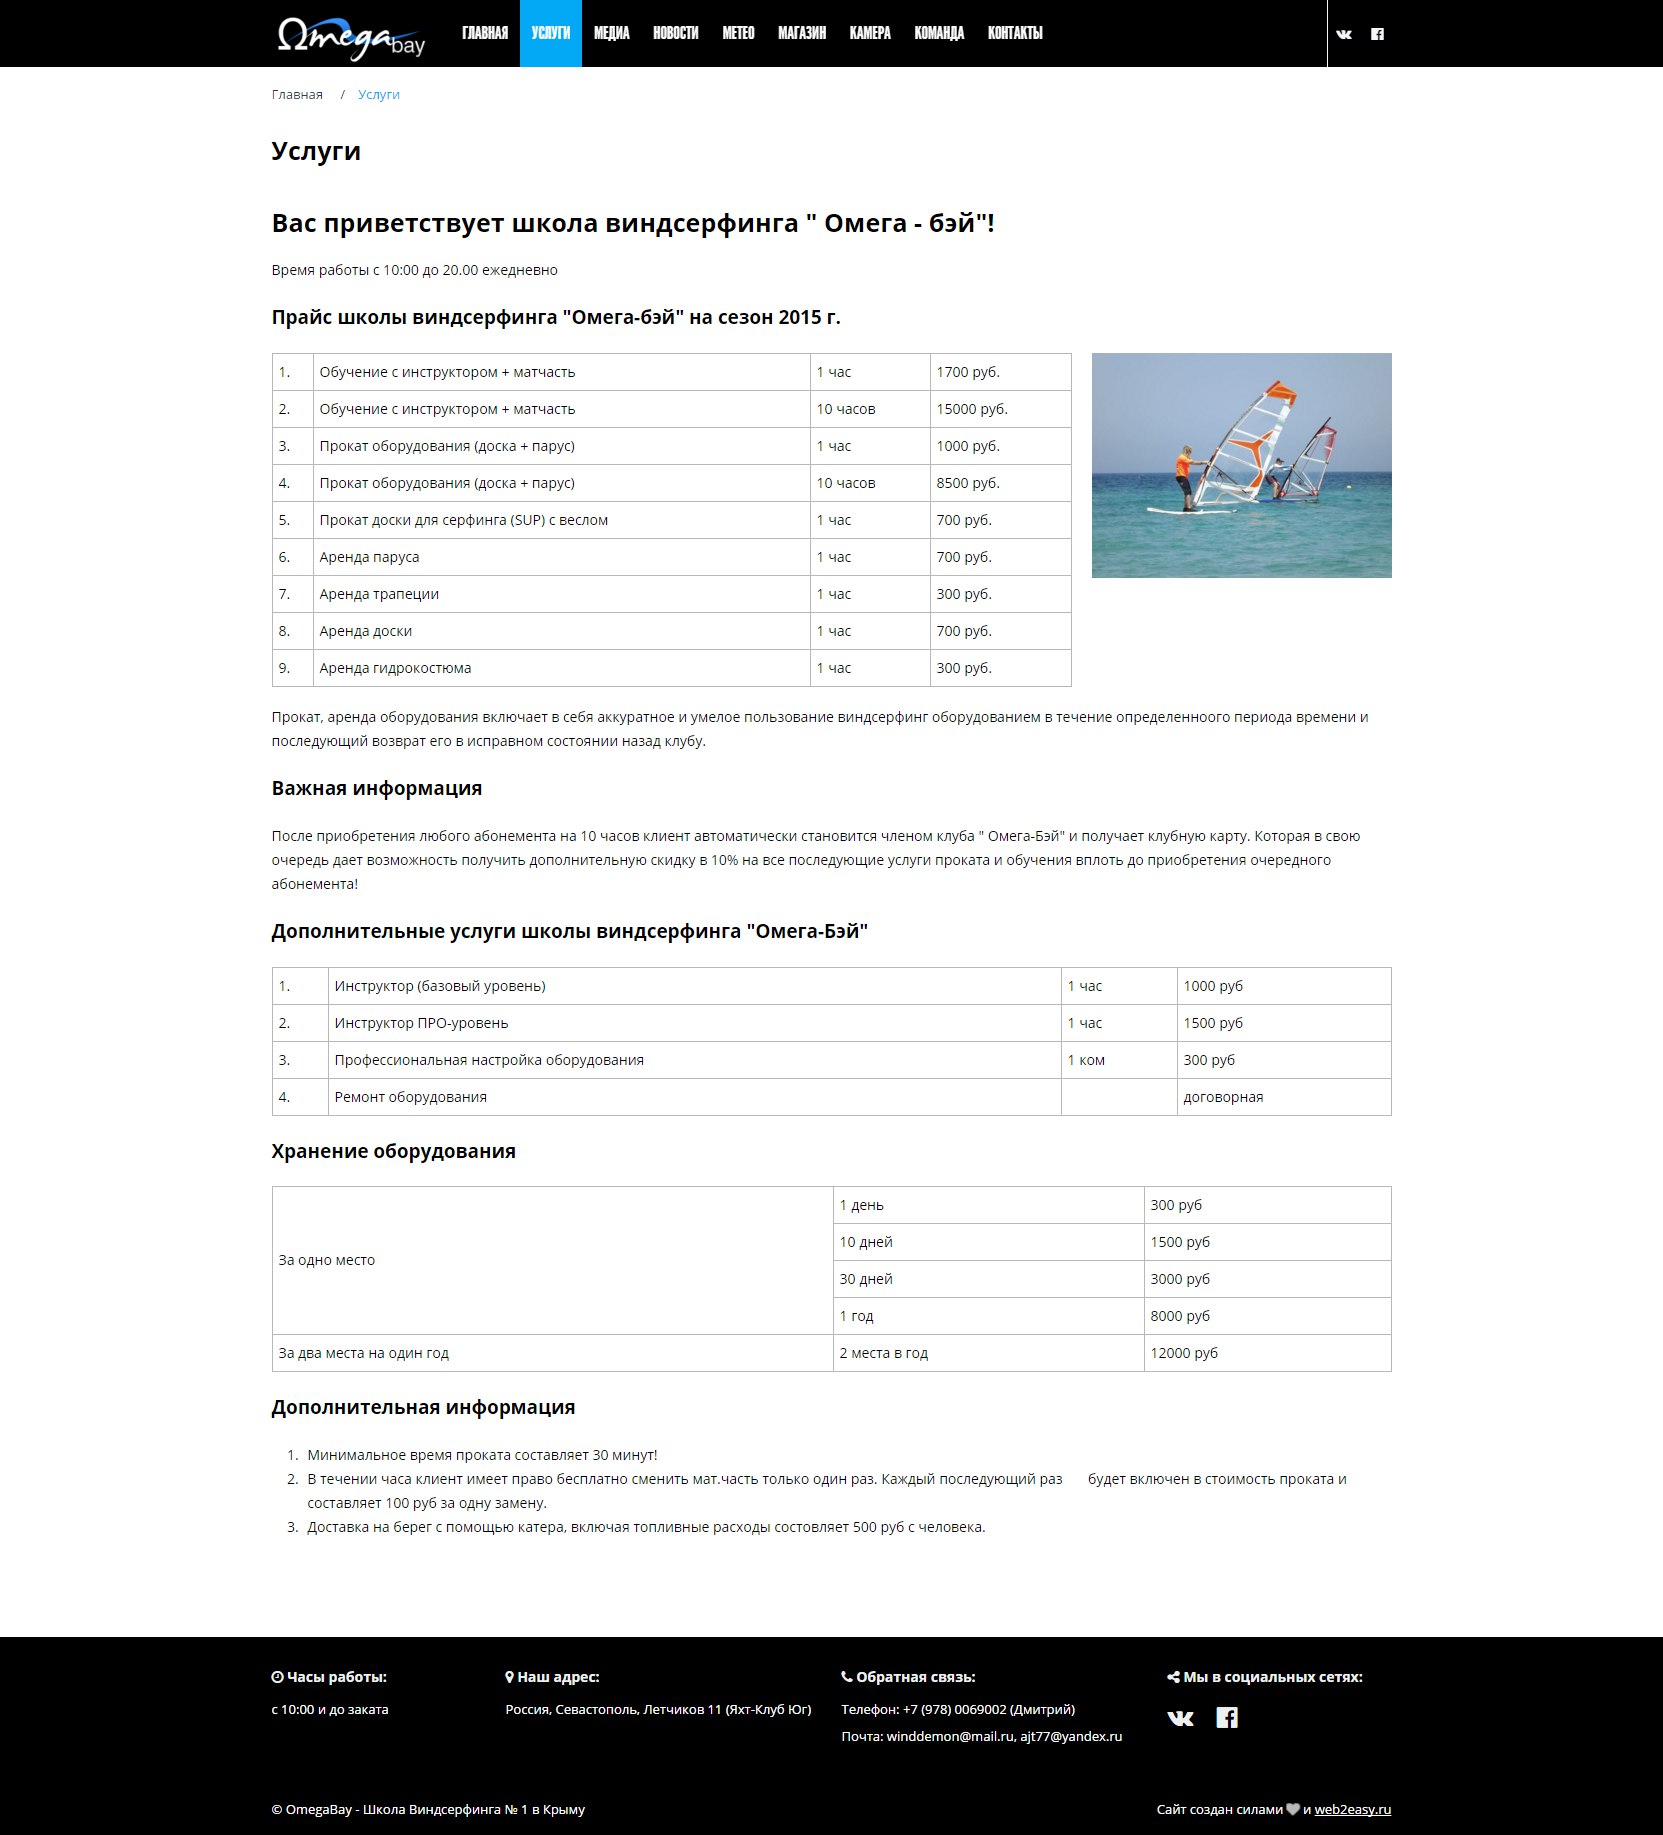 Ωmega bay ГЛАВНАЯ УСЛУГИ МЕДИА НОВОСТИ МЕТЕО МАГАЗИН КАМЕРА КОМАНДА КОНТАКТЫ
Главная / Услуги
Услуги
Вас приветствует школа виндсерфинга " Омега - бэй"!
Время работы с 10:00 до 20.00 ежедневно
Прайс школы виндсерфинга "Омега-бэй" на сезон 2015 г.
1. Обучение с инструктором + матчасть 1 час 1700 руб.
2. Обучение с инструктором + матчасть 10 часов 15000 руб.
3. Прокат оборудования (доска + парус) 1 час 1000 руб.
4. Прокат оборудования (доска + парус) 10 часов 8500 руб.
5. Прокат доски для серфинга (SUP) с веслом 1 час 700 руб.
6. Аренда паруса 1 час 700 руб.
7. Аренда трапеции 1 час 300 руб.
8. Аренда доски 1 час 700 руб.
9. Аренда гидрокостюма 1 час 300 руб.
Прокат, аренда оборудования включает в себя аккуратное и умелое пользование виндсерфинг оборудованием в течение определенноого периода времени и
последующий возврат его в исправном состоянии назад клубу.
Важная информация
После приобретения любого абонемента на 10 часов клиент автоматически становится членом клуба " Омега-Бэй" и получает клубную карту. Которая в свою
очередь дает возможность получить дополнительную скидку в 10% на все последующие услуги проката и обучения вплоть до приобретения очередного
абонемента!
Дополнительные услуги школы виндсерфинга "Омега-Бэй"
1. Инструктор (базовый уровень) 1 час 1000 руб
2. Инструктор ПРО-уровень 1 час 1500 руб
3. Профессиональная настройка оборудования 1 ком 300 руб
4. Ремонт оборудования договорная
Хранение оборудования
За одно место 1 день 300 руб
10 дней 1500 руб
30 дней 3000 руб
1 год 8000 руб
За два места на один год 2 места в год 12000 руб
Дополнительная информация
1. Минимальное время проката составляет 30 минут!
2. В течении часа клиент имеет право бесплатно сменить мат.часть только один раз. Каждый последующий раз будет включен в стоимость проката и
составляет 100 руб за одну замену.
3. Доставка на берег с помощью катера, включая топливные расходы состовляет 500 руб с человека.
Часы работы: Наш адрес: Обратная связь: Мы в социальных сетях:
с 10:00 и до заката Россия, Севастополь, Летчиков 11 (Яхт-Клуб Юг) Телефон: +7 (978) 0069002 (Дмитрий)
Почта: winddemon@mail.ru, ajt77@yandex.ru
© OmegaBay - Школа Виндсерфинга № 1 в Крыму Сайт создан силами и web2easy.ru